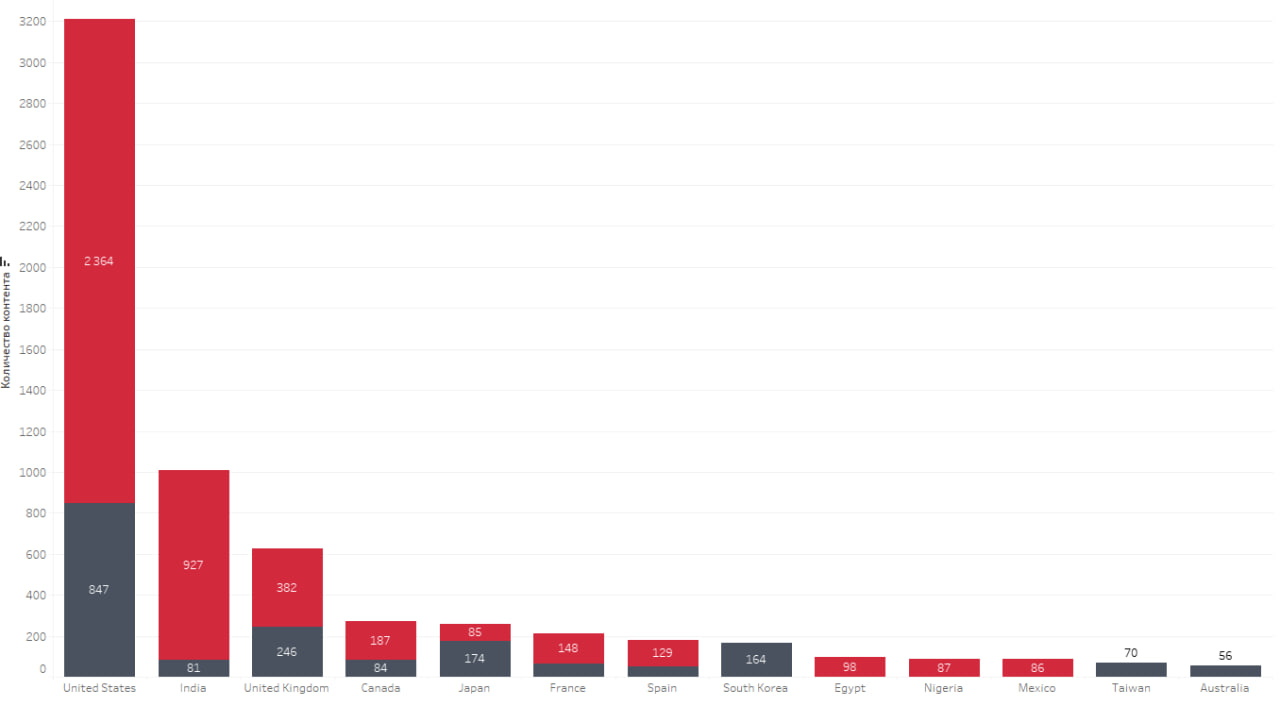 3200
3000
2800
2600
2400
2200
2000
1800
1600
1400
1200
1000
800
600
400
200
0
Количество контента
2 364
847
927
81
382
246
187
84
85
174
148
129
164
98
87
86
70
56
United States
India
United Kingdom
Canada
Japan
France
Spain
South Korea
Egypt
Nigeria
Mexico
Taiwan
Australia